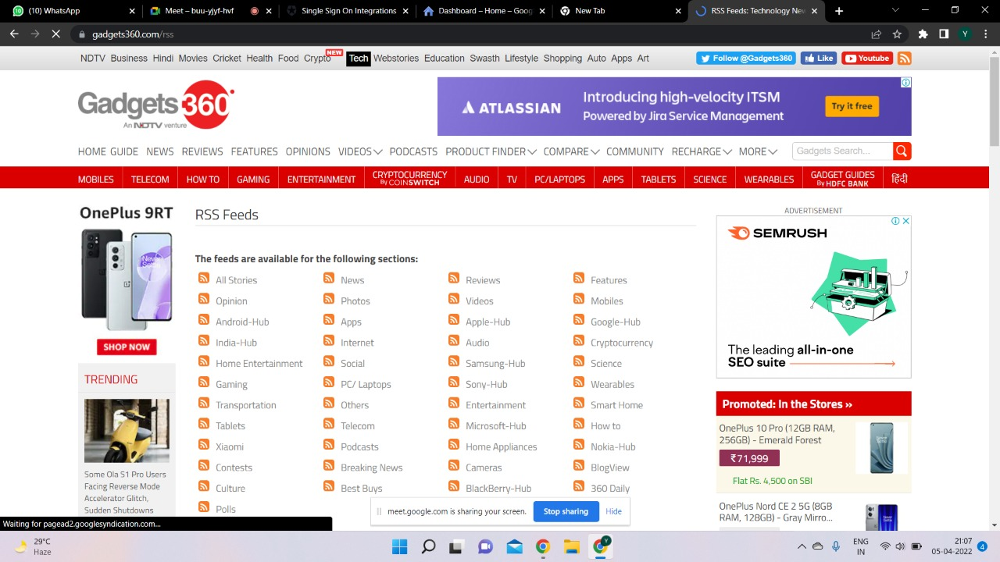 WhatsApp
Meet – buu-yjyf-hvf
Single Sign On Integrations
Dashboard – Home – Goog
New Tab
RSS Feeds: Technology New
gadgets360.com/rss
Y
NDTV Business Hindi Movies Cricket Health Food Crypto NEW Tech Webstories Education Swasth Lifestyle Shopping Auto Apps Art
Follow @Gadgets360
Like
Youtube
Gadgets 360
An NDTV venture
ATLASSIAN
Introducing high-velocity ITSM
Powered by Jira Service Management
Try it free
HOME GUIDE NEWS REVIEWS FEATURES OPINIONS VIDEOS PODCASTS PRODUCT FINDER COMPARE COMMUNITY RECHARGE MORE
Gadgets Search...
MOBILES TELECOM HOW TO GAMING ENTERTAINMENT CRYPTOCURRENCY By COINSWITCH AUDIO TV PC/LAPTOPS APPS TABLETS SCIENCE WEARABLES GADGET GUIDES By HDFC BANK हिंदी
OnePlus 9RT
Never Settle
SHOP NOW
TRENDING
Some Ola S1 Pro Users
Facing Reverse Mode
Accelerator Glitch,
Sudden Shutdowns
RSS Feeds
The feeds are available for the following sections:
All Stories News Reviews Features
Opinion Photos Videos Mobiles
Android-Hub Apps Apple-Hub Google-Hub
India-Hub Internet Audio Cryptocurrency
Home Entertainment Social Samsung-Hub Science
Gaming PC/ Laptops Sony-Hub Wearables
Transportation Others Entertainment Smart Home
Tablets Telecom Microsoft-Hub How to
Xiaomi Podcasts Home Appliances Nokia-Hub
Contests Breaking News Cameras BlogView
Culture Best Buys BlackBerry-Hub 360 Daily
Polls
ADVERTISEMENT
SEMRUSH
The leading all-in-one
SEO suite
Promoted: In the Stores »
OnePlus 10 Pro (12GB RAM,
256GB) - Emerald Forest
₹71,999
Flat Rs. 4,500 on SBI
OnePlus Nord CE 2 5G (8GB
RAM, 128GB) - Gray Mirro...
meet.google.com is sharing your screen.
Stop sharing
Hide
Waiting for pagead2.googlesyndication.com...
29°C
Haze
Y
ENG
IN
21:07
05-04-2022
4